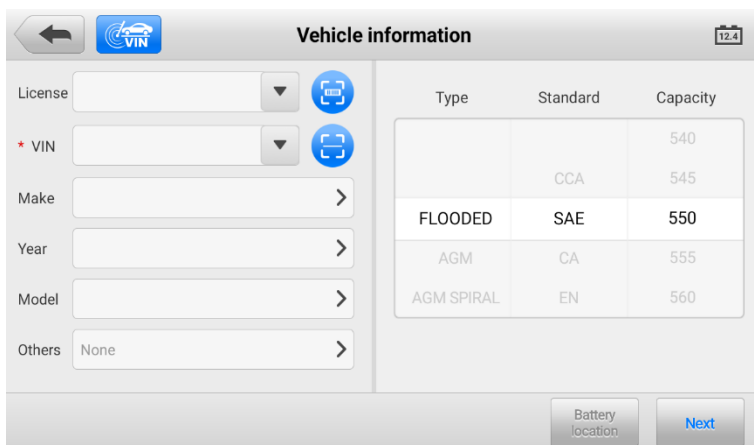 VIN
Vehicle information
12.4
License
* VIN
Make
Year
Model
Others None
Type Standard Capacity
540
CCA 545
FLOODED SAE 550
AGM CA 555
AGM SPIRAL EN 560
Battery
location
Next